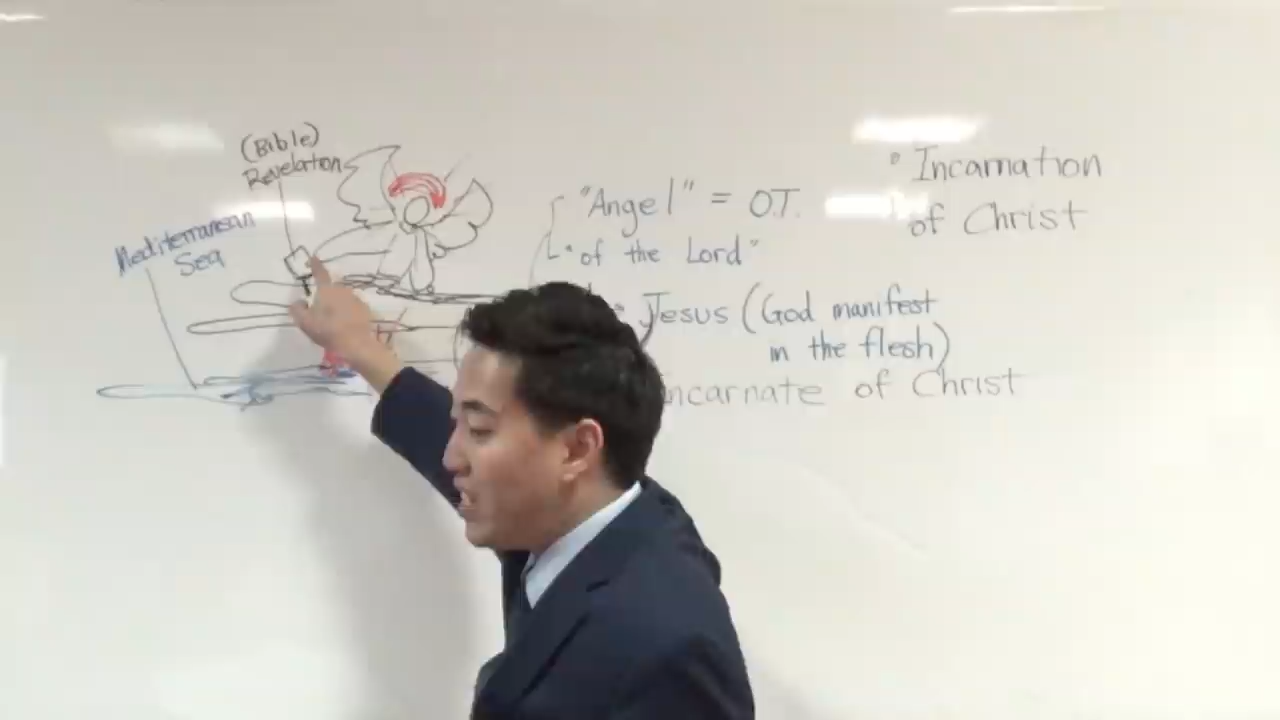 (Bible)
Revelation
Mediterranean
Sea
"Angel" = O.T.
of the Lord"
Jesus (God manifest
in the flesh)
ncarnate of Christ
Incarnation
of Christ